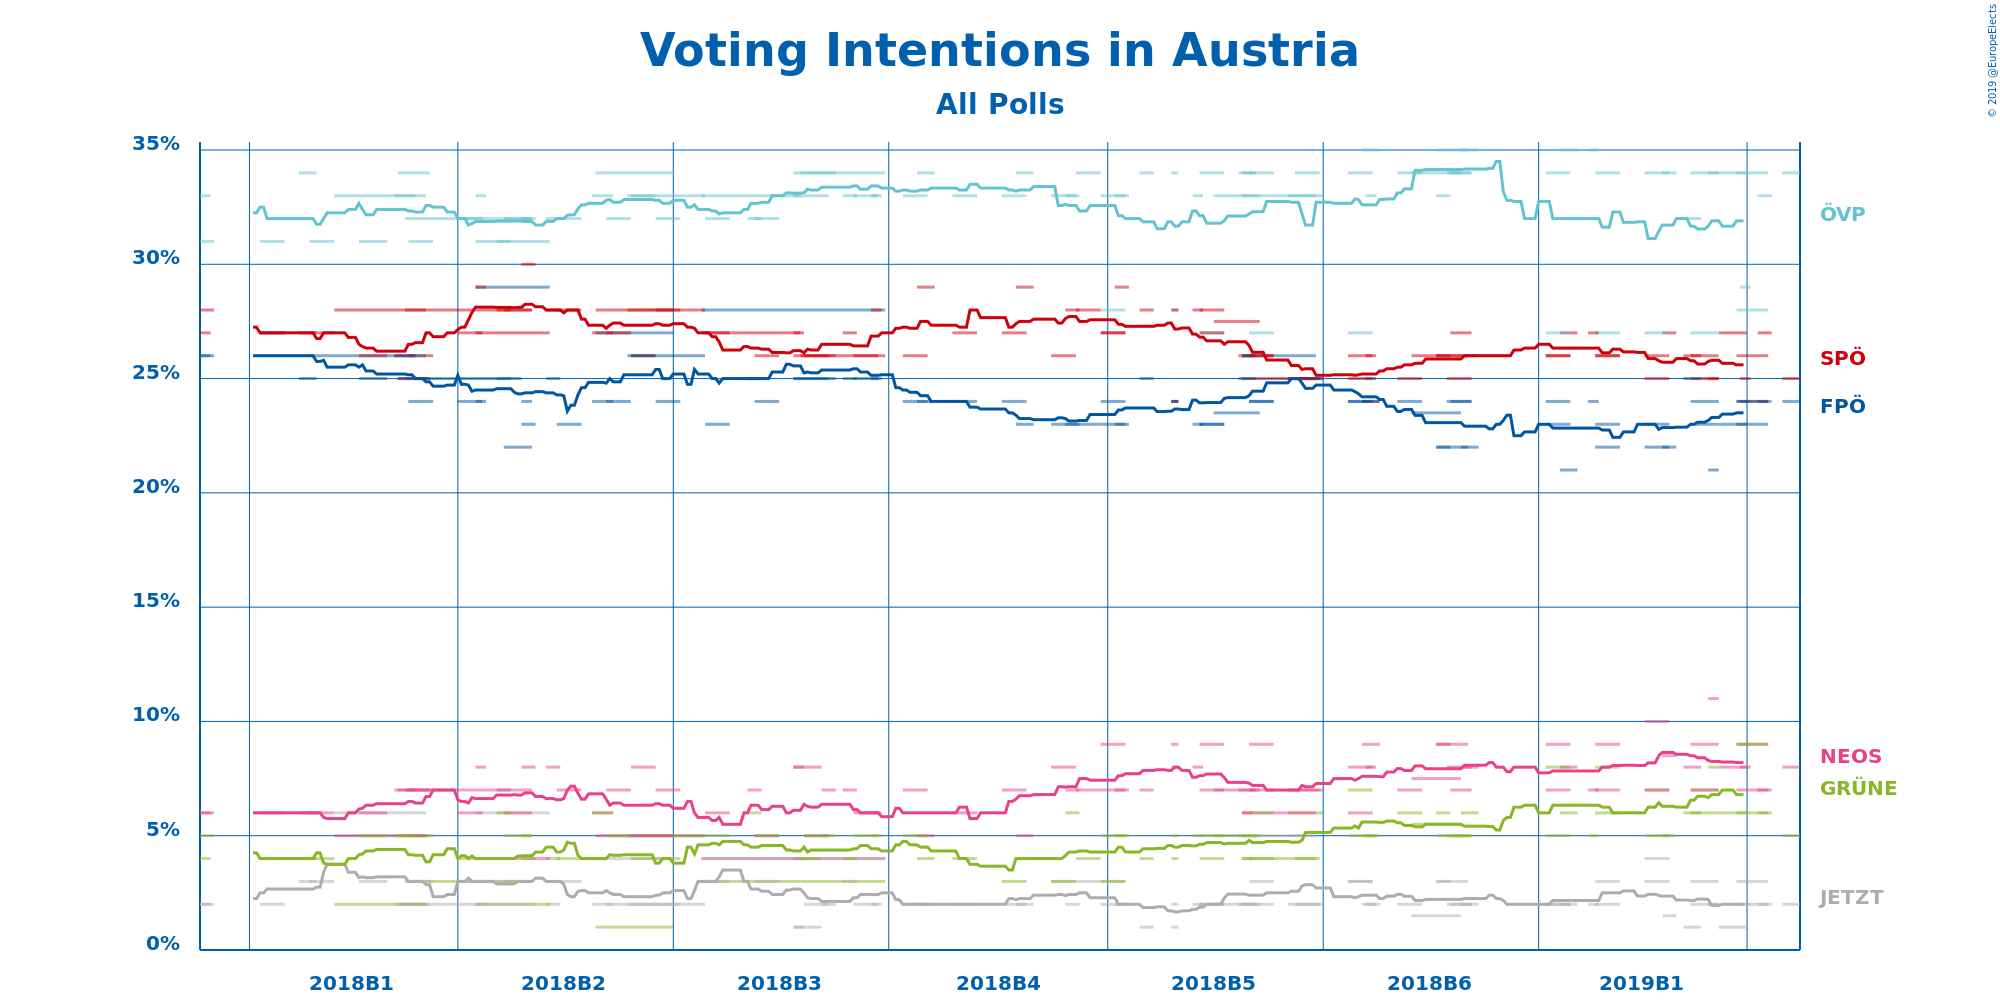 Voting Intentions in Austria
All Polls
© 2019 @EuropeElects
35%
30%
25%
20%
15%
10%
5%
0%
ÖVP
SPÖ
FPÖ
NEOS
GRÜNE
JETZT
2018B1
2018B2
2018B3
2018B4
2018B5
2018B6
2019B1